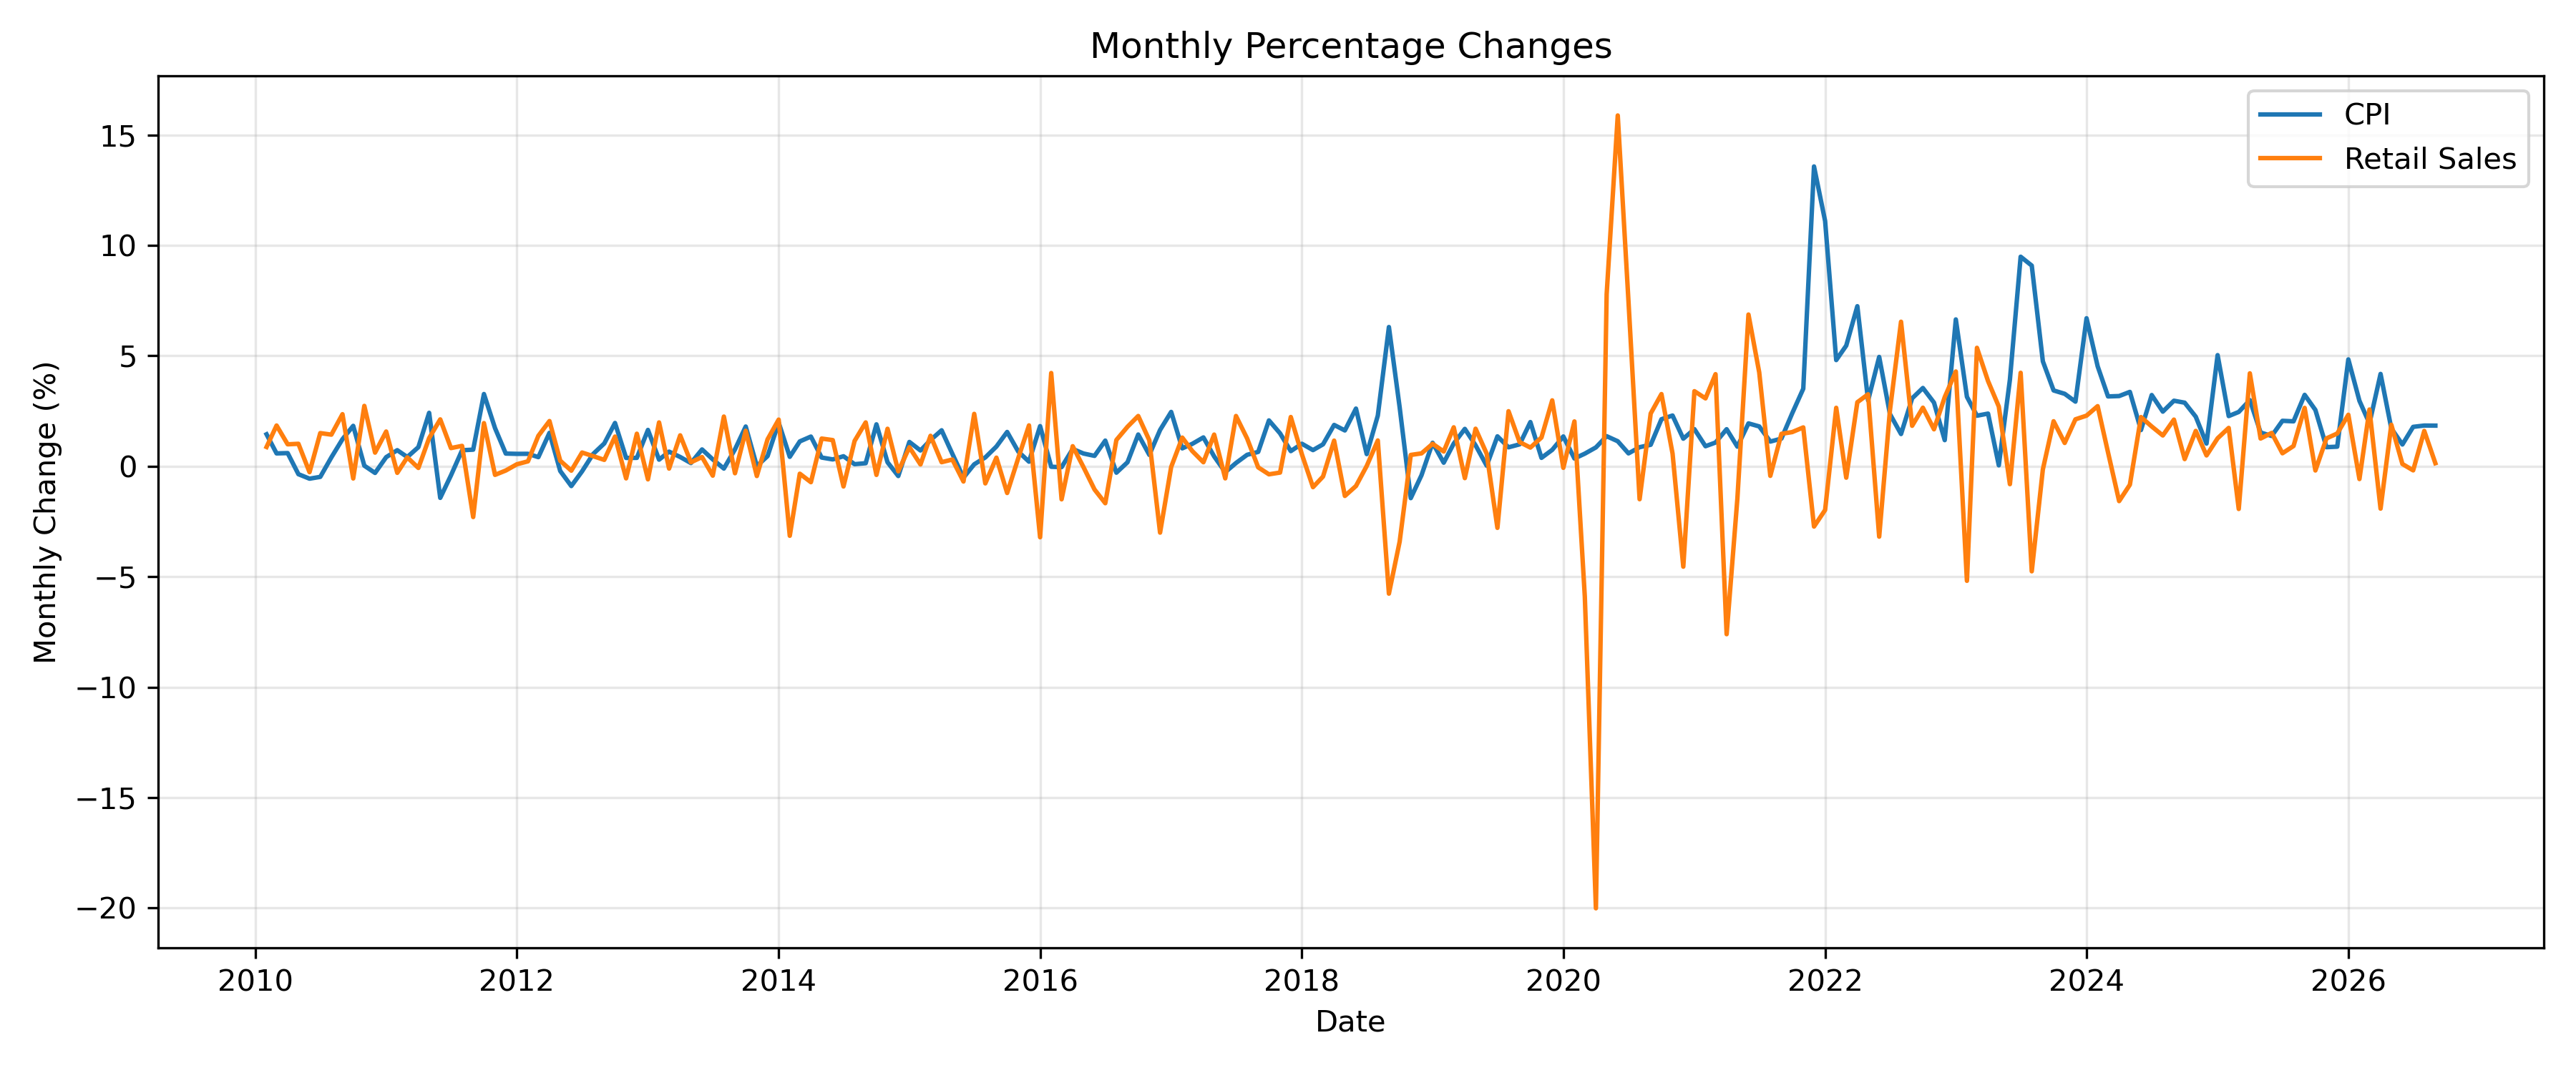 Monthly Percentage Changes
CPI
Retail Sales
Monthly Change (%)
15
10
5
0
−5
−10
−15
−20
2010 2012 2014 2016 2018 2020 2022 2024 2026
Date